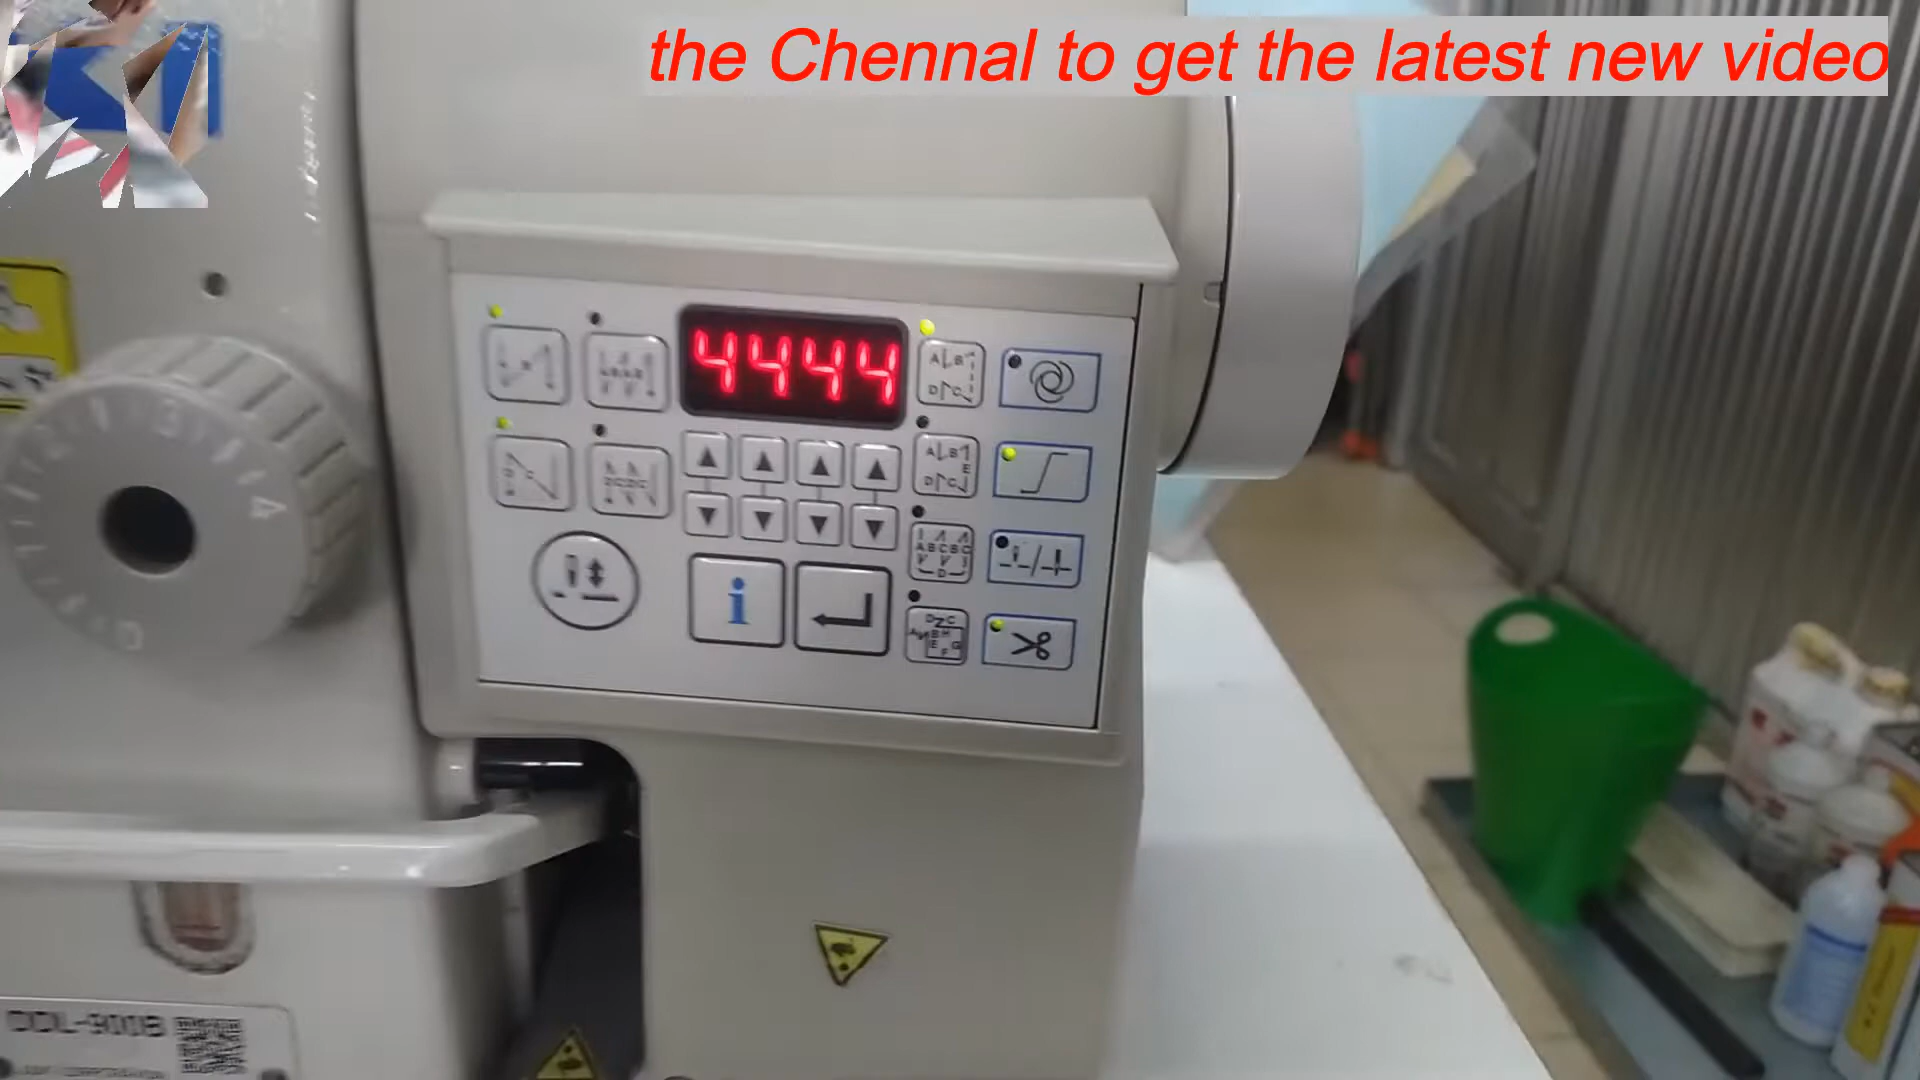 the Chennal to get the latest new video
4444
A B
D C
A B E
D C
A B C B C
D
D Z C
A B H
E F G
A B A B
D C
D C D C
i
DDL-900B